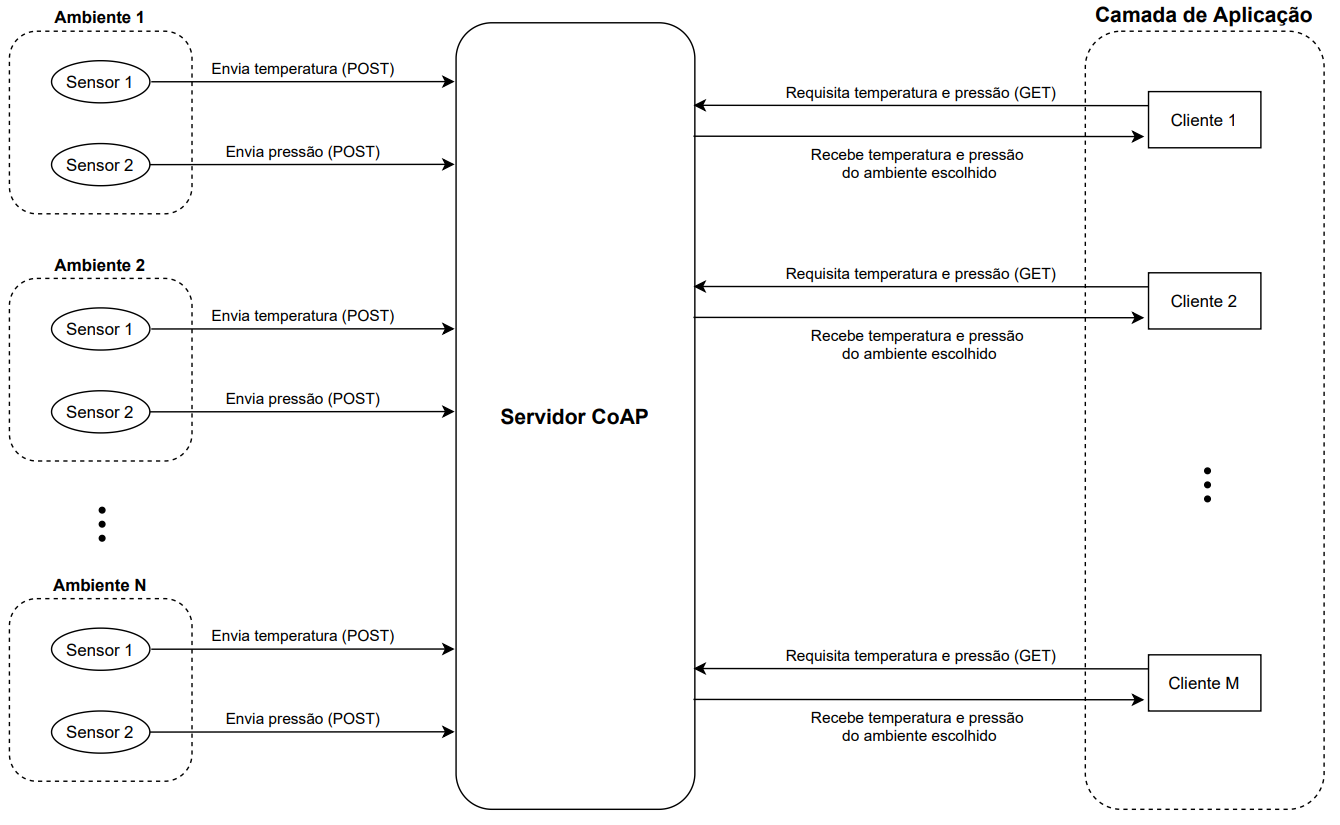 Ambiente 1
Sensor 1
Envia temperatura (POST)
Sensor 2
Envia pressão (POST)
Ambiente 2
Sensor 1
Envia temperatura (POST)
Sensor 2
Envia pressão (POST)
Ambiente N
Sensor 1
Envia temperatura (POST)
Sensor 2
Envia pressão (POST)
Servidor CoAP
Camada de Aplicação
Requisita temperatura e pressão (GET)
Cliente 1
Recebe temperatura e pressão
do ambiente escolhido
Requisita temperatura e pressão (GET)
Cliente 2
Recebe temperatura e pressão
do ambiente escolhido
Requisita temperatura e pressão (GET)
Cliente M
Recebe temperatura e pressão
do ambiente escolhido